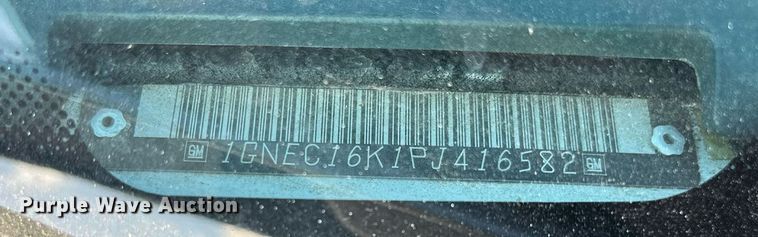 GM 1GNEC16K1PJ416582 GM
Purple Wave Auction